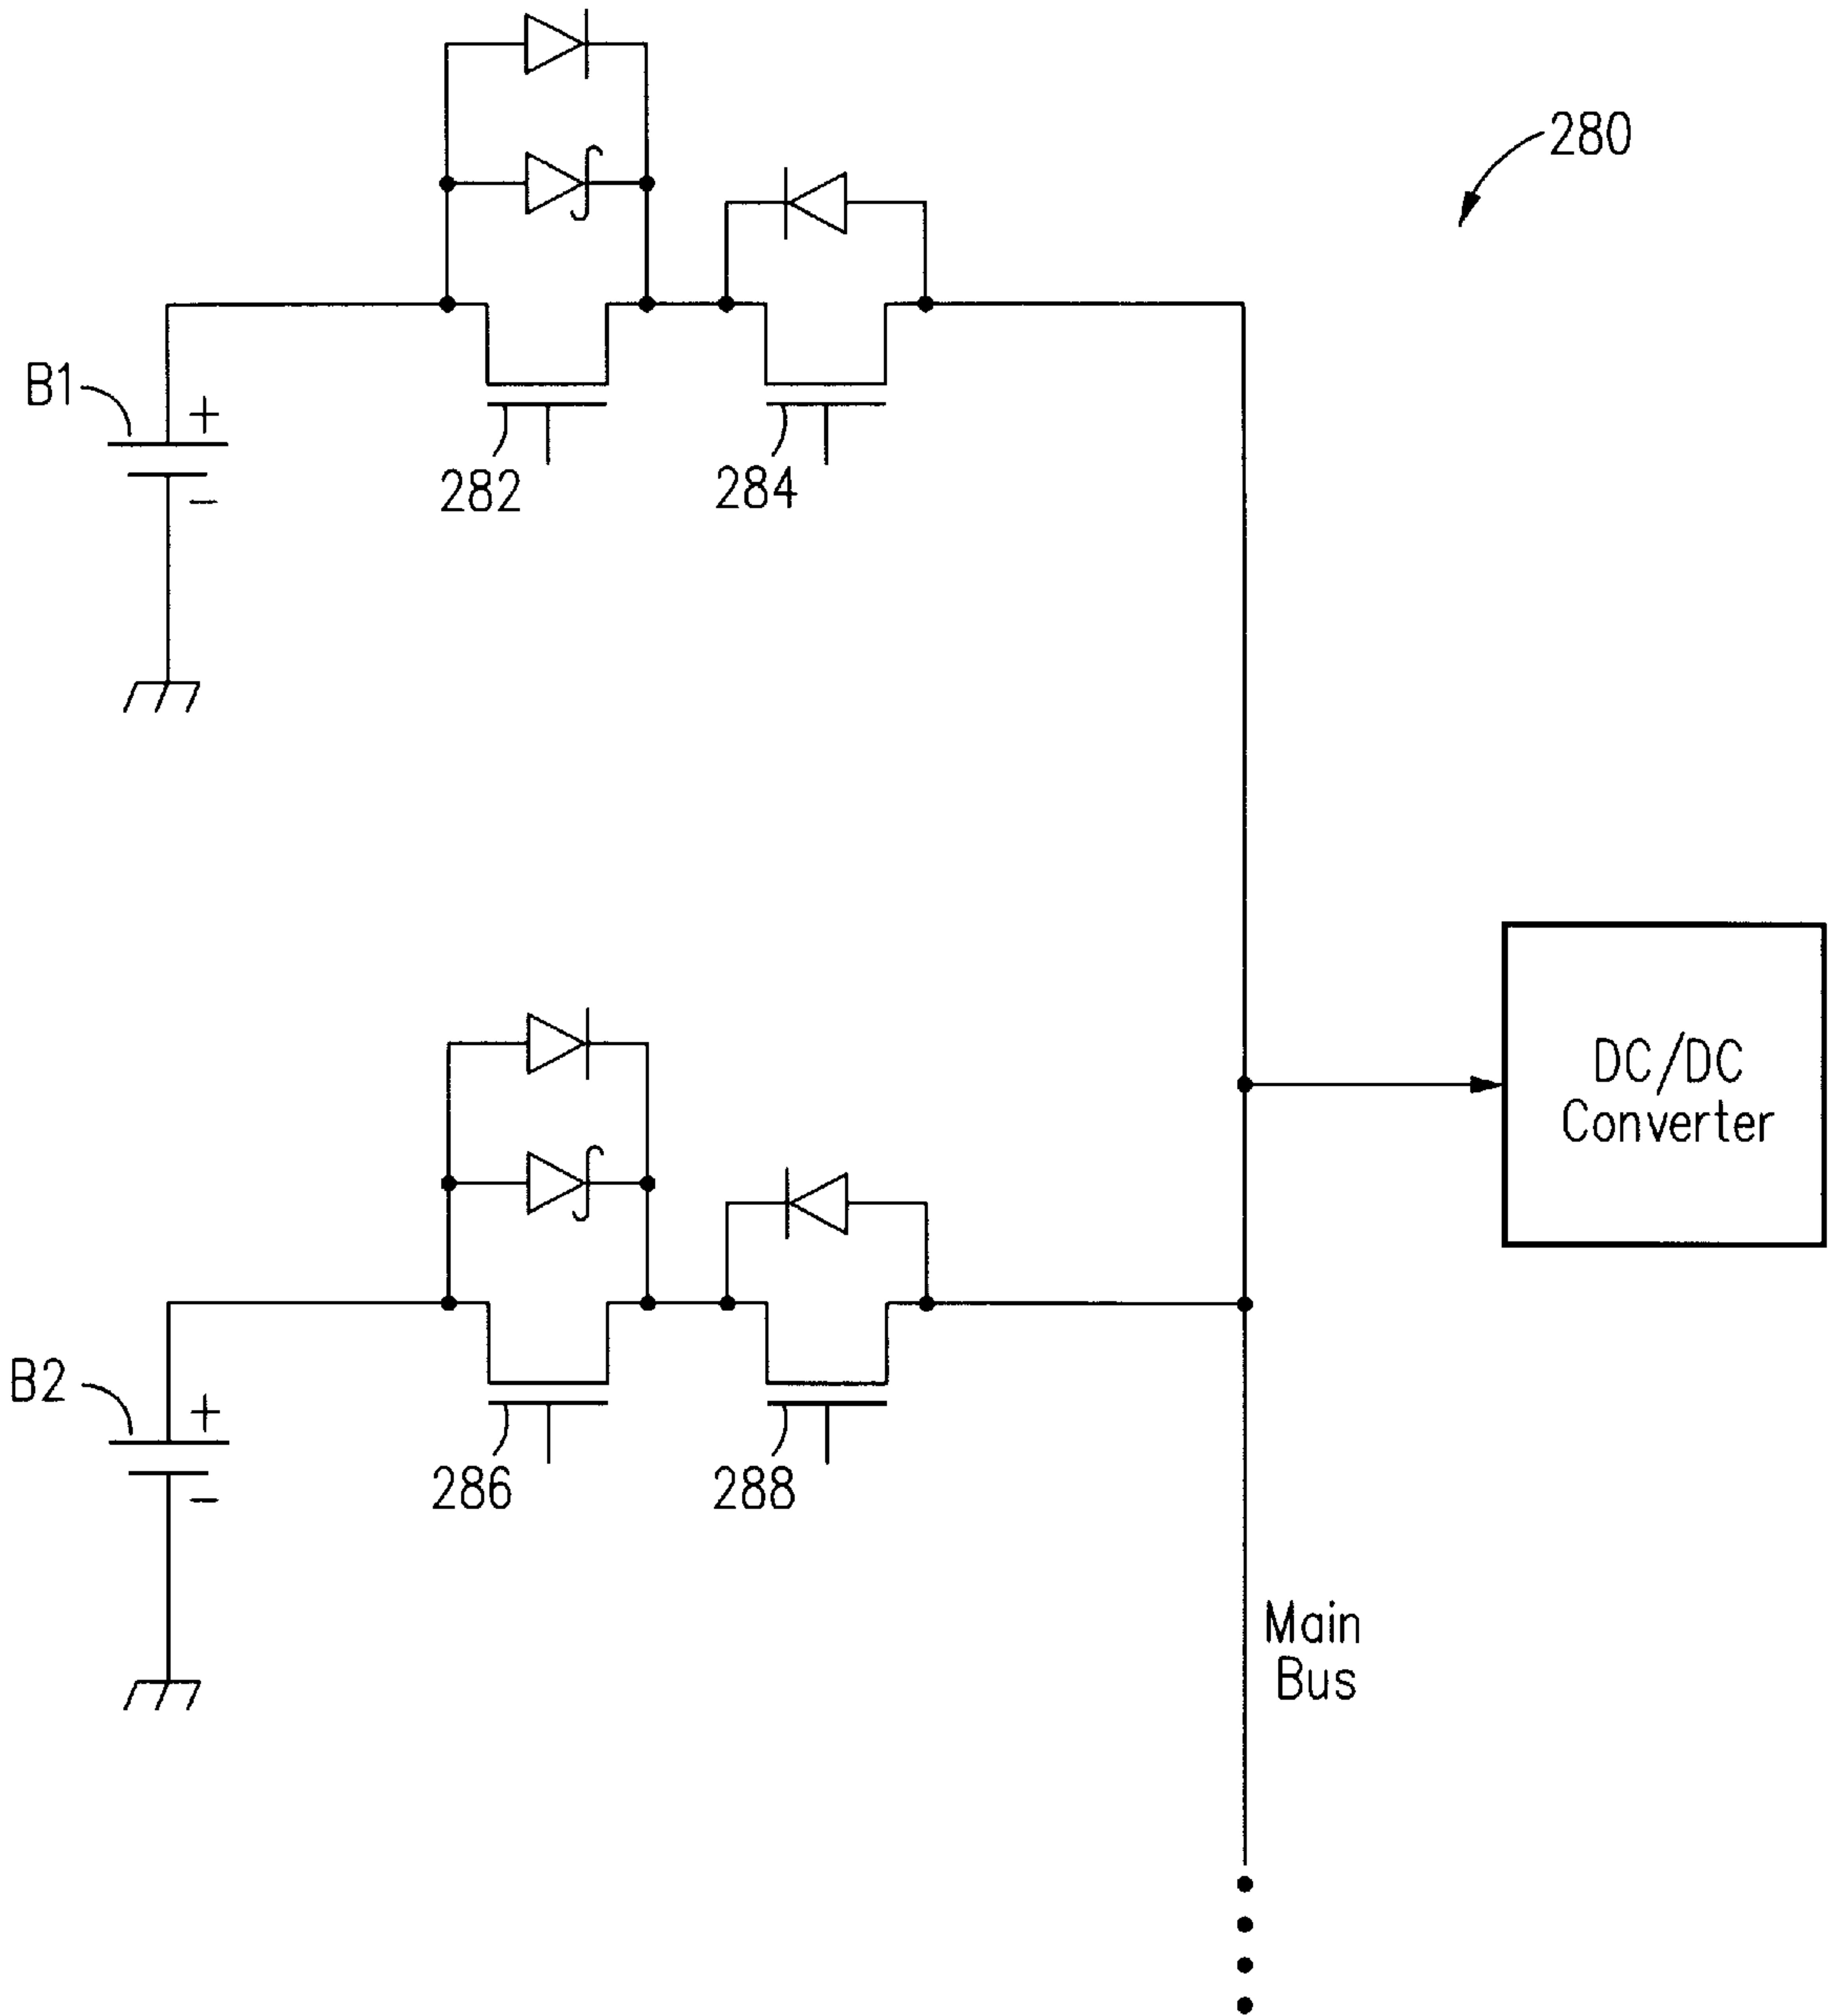 280
B1
+
−
282
284
DC/DC
Converter
B2
+
−
286
288
Main
Bus